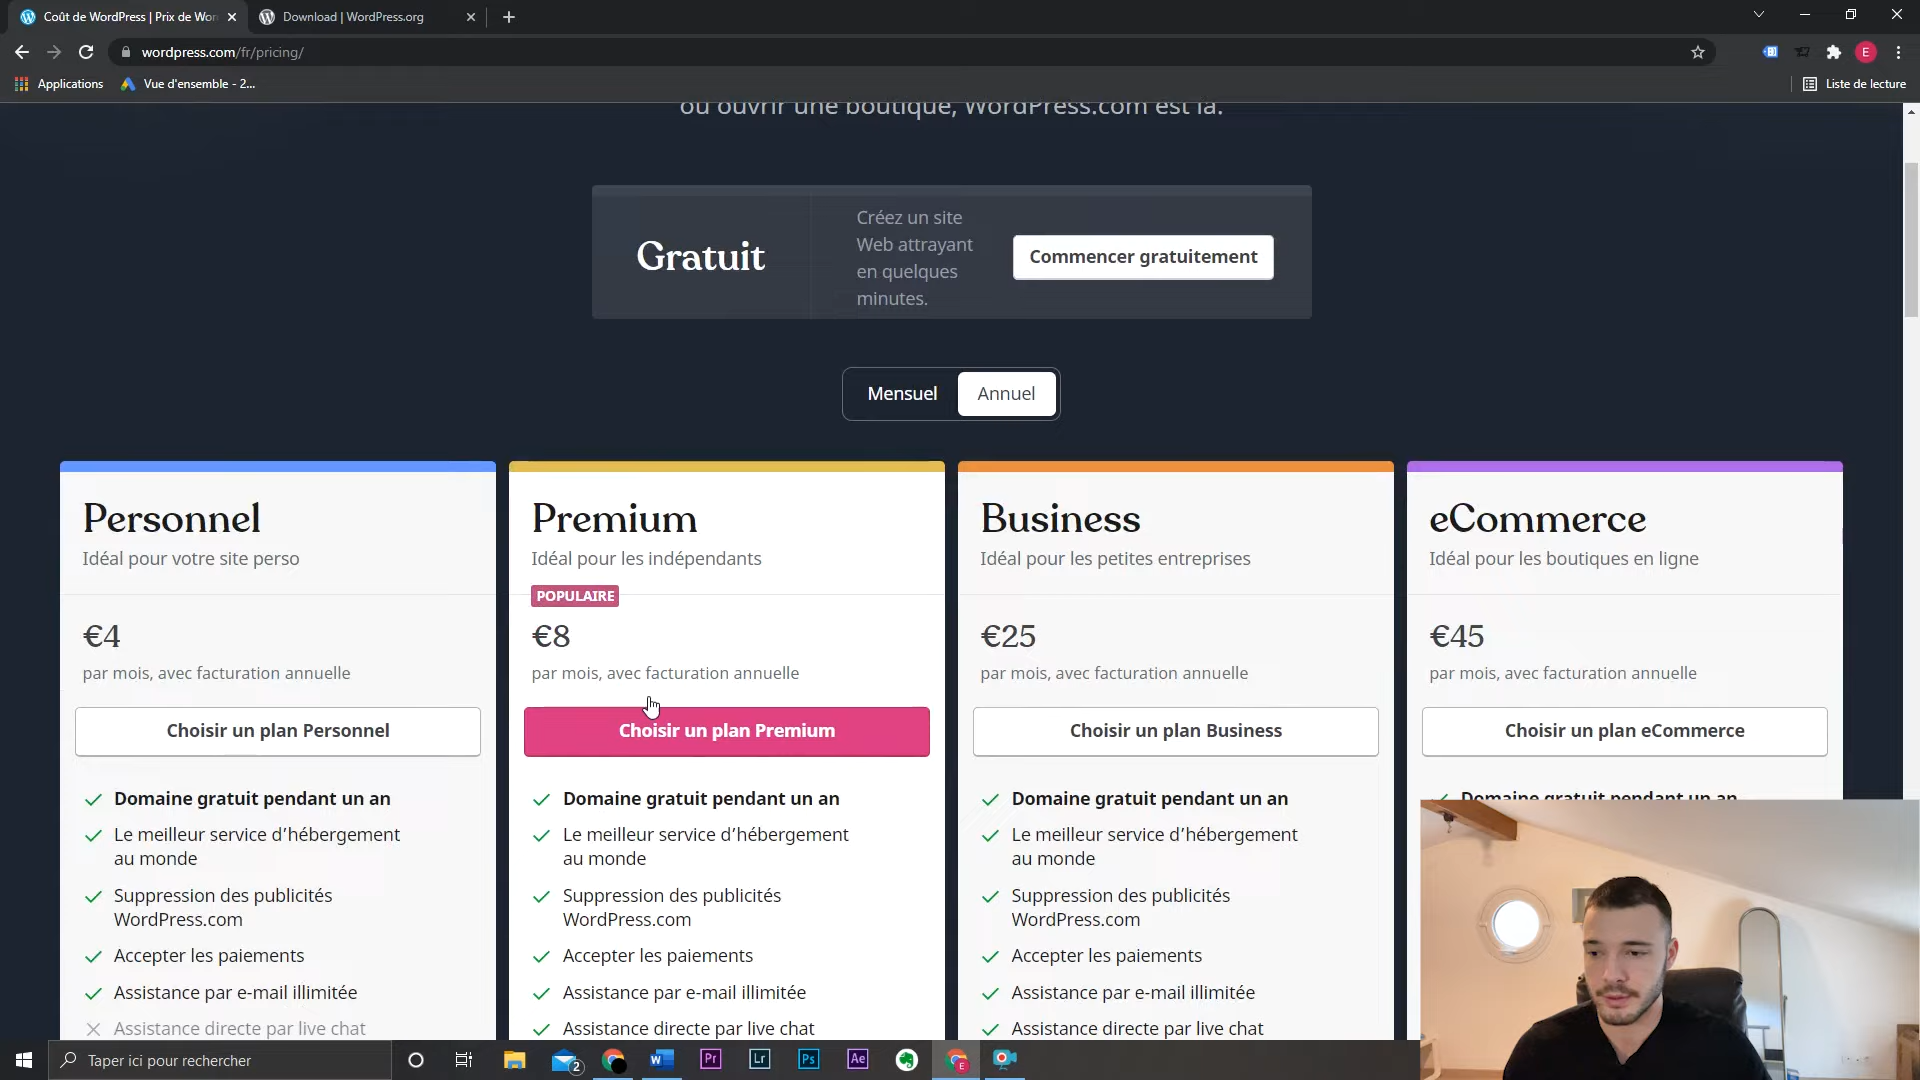 Coût de WordPress | Prix de Wor
Download | WordPress.org
wordpress.com/fr/pricing/
E
Applications
Vue d'ensemble - 2...
Liste de lecture
ou ouvrir une boutique, WordPress.com est là.
Gratuit
Créez un site
Web attrayant
en quelques
minutes.
Commencer gratuitement
Mensuel
Annuel
Personnel
Idéal pour votre site perso
€4
par mois, avec facturation annuelle
Choisir un plan Personnel
Domaine gratuit pendant un an
Le meilleur service d’hébergement
au monde
Suppression des publicités
WordPress.com
Accepter les paiements
Assistance par e-mail illimitée
Assistance directe par live chat
Premium
Idéal pour les indépendants
POPULAIRE
€8
par mois, avec facturation annuelle
Choisir un plan Premium
Domaine gratuit pendant un an
Le meilleur service d’hébergement
au monde
Suppression des publicités
WordPress.com
Accepter les paiements
Assistance par e-mail illimitée
Assistance directe par live chat
Business
Idéal pour les petites entreprises
€25
par mois, avec facturation annuelle
Choisir un plan Business
Domaine gratuit pendant un an
Le meilleur service d’hébergement
au monde
Suppression des publicités
WordPress.com
Accepter les paiements
Assistance par e-mail illimitée
Assistance directe par live chat
eCommerce
Idéal pour les boutiques en ligne
€45
par mois, avec facturation annuelle
Choisir un plan eCommerce
Domaine gratuit pendant un an
Taper ici pour rechercher
2
W
Pr
Lr
Ps
Ae
E